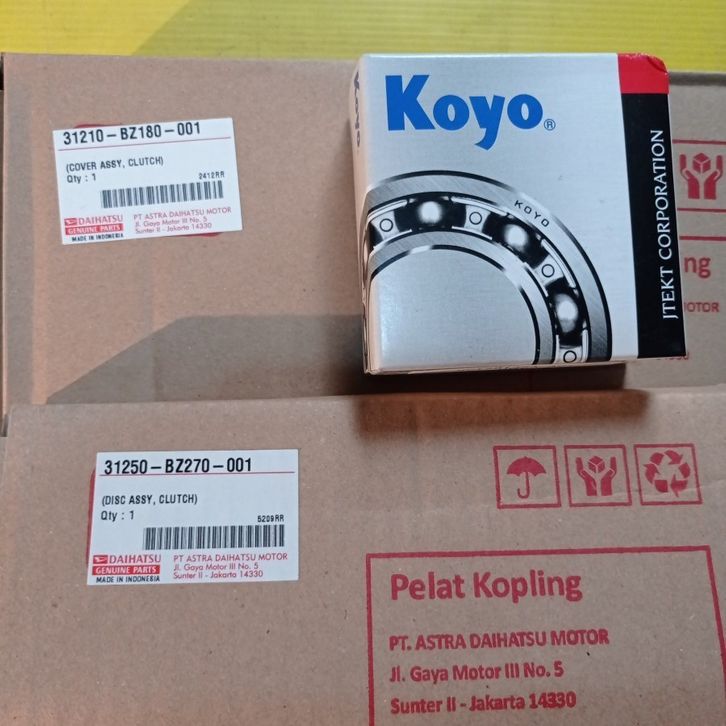 31210-BZ180-001
(COVER ASSY, CLUTCH)
Qty : 1
2412RR
DAIHATSU
GENUINE PARTS
MADE IN INDONESIA
PT ASTRA DAIHATSU MOTOR
Jl. Gaya Motor III No. 5
Sunter II - Jakarta 14330
Koyo®
KOYO
JTEKT CORPORATION
ng
MOTOR
31250-BZ270-001
(DISC ASSY, CLUTCH)
Qty : 1
5209RR
DAIHATSU
GENUINE PARTS
MADE IN INDONESIA
PT ASTRA DAIHATSU MOTOR
Jl. Gaya Motor III No. 5
Sunter II - Jakarta 14330
Pelat Kopling
PT. ASTRA DAIHATSU MOTOR
Jl. Gaya Motor III No. 5
Sunter II - Jakarta 14330